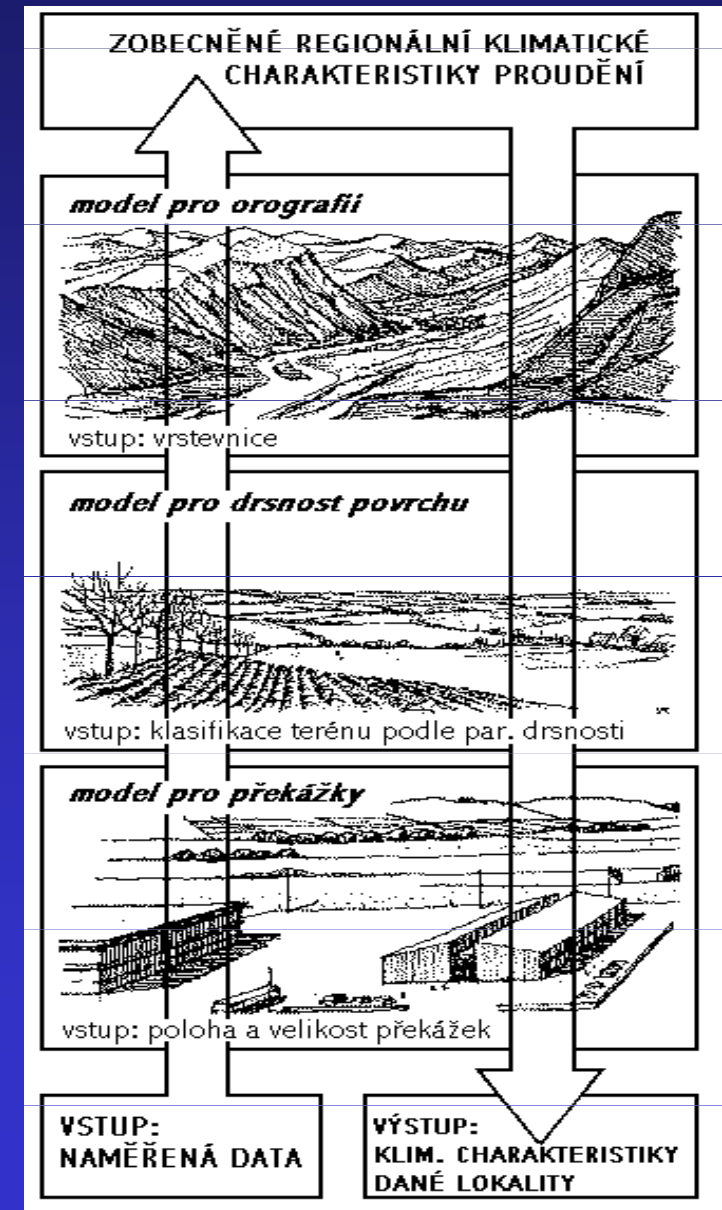 ZOBECNĚNÉ REGIONÁLNÍ KLIMATICKÉ
CHARAKTERISTIKY PROUDĚNÍ
model pro orografii
vstup: vrstevnice
model pro drsnost povrchu
vstup: klasifikace terénu podle par. drsnosti
model pro překážky
vstup: poloha a velikost překážek
VSTUP:
NAMĚŘENÁ DATA
VÝSTUP:
KLIM. CHARAKTERISTIKY
DANÉ LOKALITY